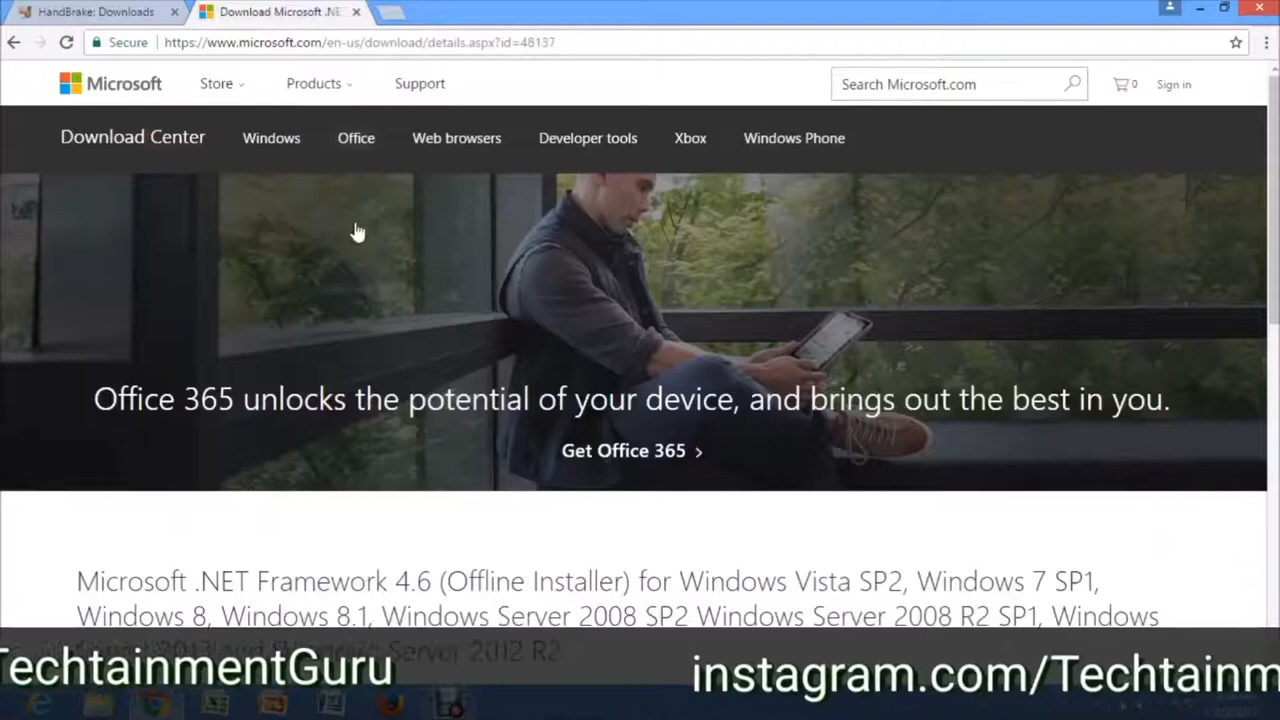 HandBrake: Downloads
Download Microsoft .NE
Secure
https://www.microsoft.com/en-us/download/details.aspx?id=48137
Microsoft
Store
Products
Support
Search Microsoft.com
0
Sign in
Download Center
Windows
Office
Web browsers
Developer tools
Xbox
Windows Phone
Office 365 unlocks the potential of your device, and brings out the best in you.
Get Office 365
Microsoft .NET Framework 4.6 (Offline Installer) for Windows Vista SP2, Windows 7 SP1,
Windows 8, Windows 8.1, Windows Server 2008 SP2 Windows Server 2008 R2 SP1, Windows
Server 2012 R2
TechtainmentGuru
instagram.com/Techtainm